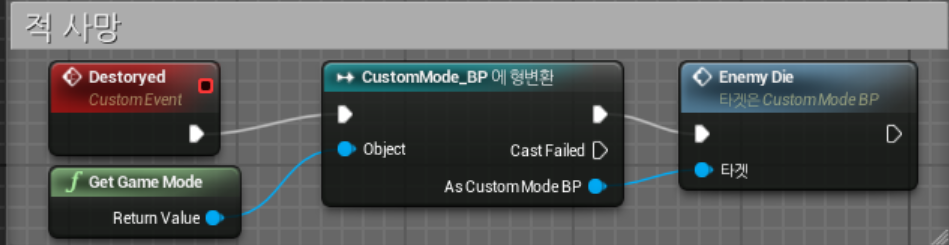 적 사망
Destoryed
CustomEvent
CustomMode_BP 에 형변환
Object
Cast Failed
As Custom Mode BP
Enemy Die
타겟은 Custom Mode BP
타겟
f Get Game Mode
Return Value